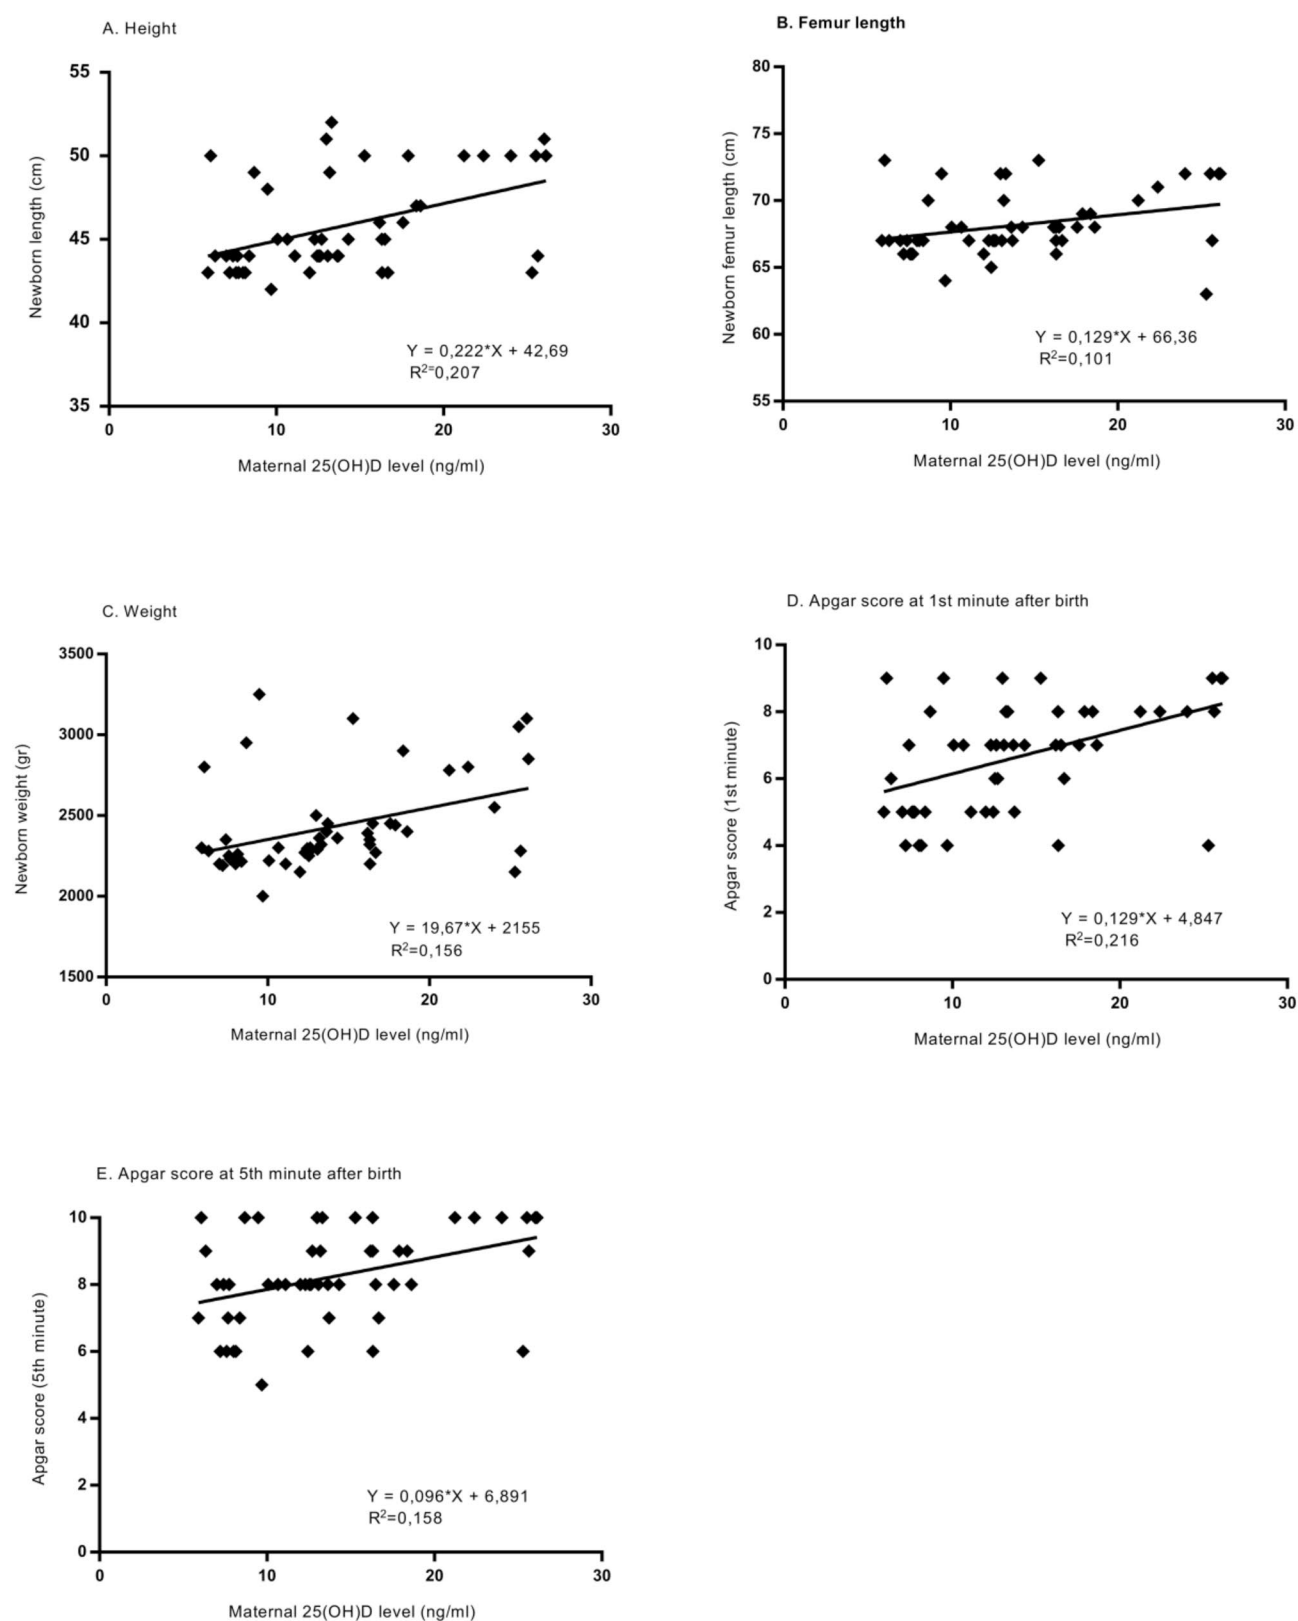 A. Height
55
50
45
40
35
Newborn length (cm)
Y = 0,222*X + 42,69
R²⁼0,207
0 10 20 30
Maternal 25(OH)D level (ng/ml)
B. Femur length
80
75
70
65
60
55
Newborn femur length (cm)
Y = 0,129*X + 66,36
R²=0,101
0 10 20 30
Maternal 25(OH)D level (ng/ml)
C. Weight
3500
3000
2500
2000
1500
Newborn weight (gr)
Y = 19,67*X + 2155
R²=0,156
0 10 20 30
Maternal 25(OH)D level (ng/ml)
D. Apgar score at 1st minute after birth
10
8
6
4
2
0
Apgar score (1st minute)
Y = 0,129*X + 4,847
R²=0,216
0 10 20 30
Maternal 25(OH)D level (ng/ml)
E. Apgar score at 5th minute after birth
10
8
6
4
2
0
Apgar score (5th minute)
Y = 0,096*X + 6,891
R²=0,158
0 10 20 30
Maternal 25(OH)D level (ng/ml)